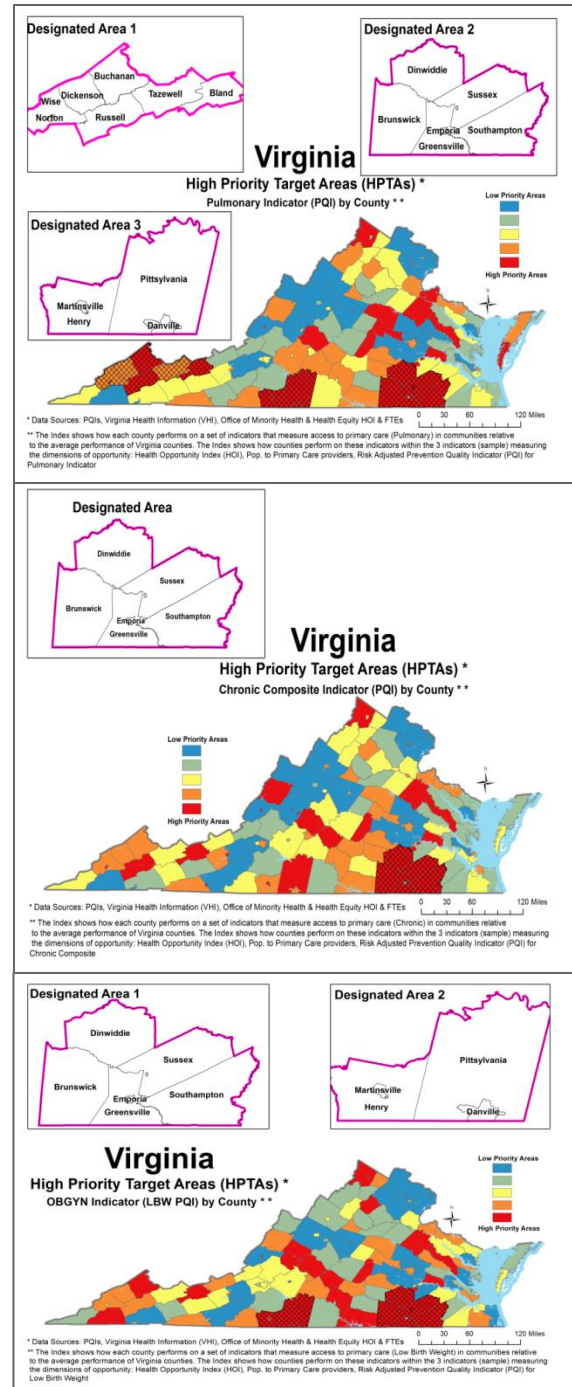 Designated Area 1
Buchanan
Dickenson
Wise
Tazewell
Bland
Norton
Russell
Designated Area 2
Dinwiddie
Sussex
Brunswick
Emporia
Southampton
Greensville
Virginia
High Priority Target Areas (HPTAs) *
Pulmonary Indicator (PQI) by County * *
Low Priority Areas
High Priority Areas
Designated Area 3
Pittsylvania
Martinsville
Henry
Danville
N
* Data Sources: PQIs, Virginia Health Information (VHI), Office of Minority Health & Health Equity HOI & FTEs
0 30 60 120 Miles
** The Index shows how each county performs on a set of indicators that measure access to primary care (Pulmonary) in communities relative
to the average performance of Virginia counties. The Index shows how counties perform on these indicators within the 3 indicators (sample) measuring
the dimensions of opportunity: Health Opportunity Index (HOI), Pop. to Primary Care providers, Risk Adjusted Prevention Quality Indicator (PQI) for
Pulmonary Indicator
Designated Area
Dinwiddie
Sussex
Brunswick
Emporia
Southampton
Greensville
Virginia
High Priority Target Areas (HPTAs) *
Chronic Composite Indicator (PQI) by County * *
Low Priority Areas
High Priority Areas
N
* Data Sources: PQIs, Virginia Health Information (VHI), Office of Minority Health & Health Equity HOI & FTEs
0 30 60 120 Miles
** The Index shows how each county performs on a set of indicators that measure access to primary care (Chronic) in communities relative
to the average performance of Virginia counties. The Index shows how counties perform on these indicators within the 3 indicators (sample) measuring
the dimensions of opportunity: Health Opportunity Index (HOI), Pop. to Primary Care providers, Risk Adjusted Prevention Quality Indicator (PQI) for
Chronic Composite
Designated Area 1
Dinwiddie
Sussex
Brunswick
Emporia
Southampton
Greensville
Designated Area 2
Pittsylvania
Martinsville
Henry
Danville
Virginia
High Priority Target Areas (HPTAs) *
OBGYN Indicator (LBW PQI) by County * *
Low Priority Areas
High Priority Areas
N
* Data Sources: PQIs, Virginia Health Information (VHI), Office of Minority Health & Health Equity HOI & FTEs
0 30 60 120 Miles
** The Index shows how each county performs on a set of indicators that measure access to primary care (Low Birth Weight) in communities relative
to the average performance of Virginia counties. The Index shows how counties perform on these indicators within the 3 indicators (sample) measuring
the dimensions of opportunity: Health Opportunity Index (HOI), Pop. to Primary Care providers, Risk Adjusted Prevention Quality Indicator (PQI) for
Low Birth Weight